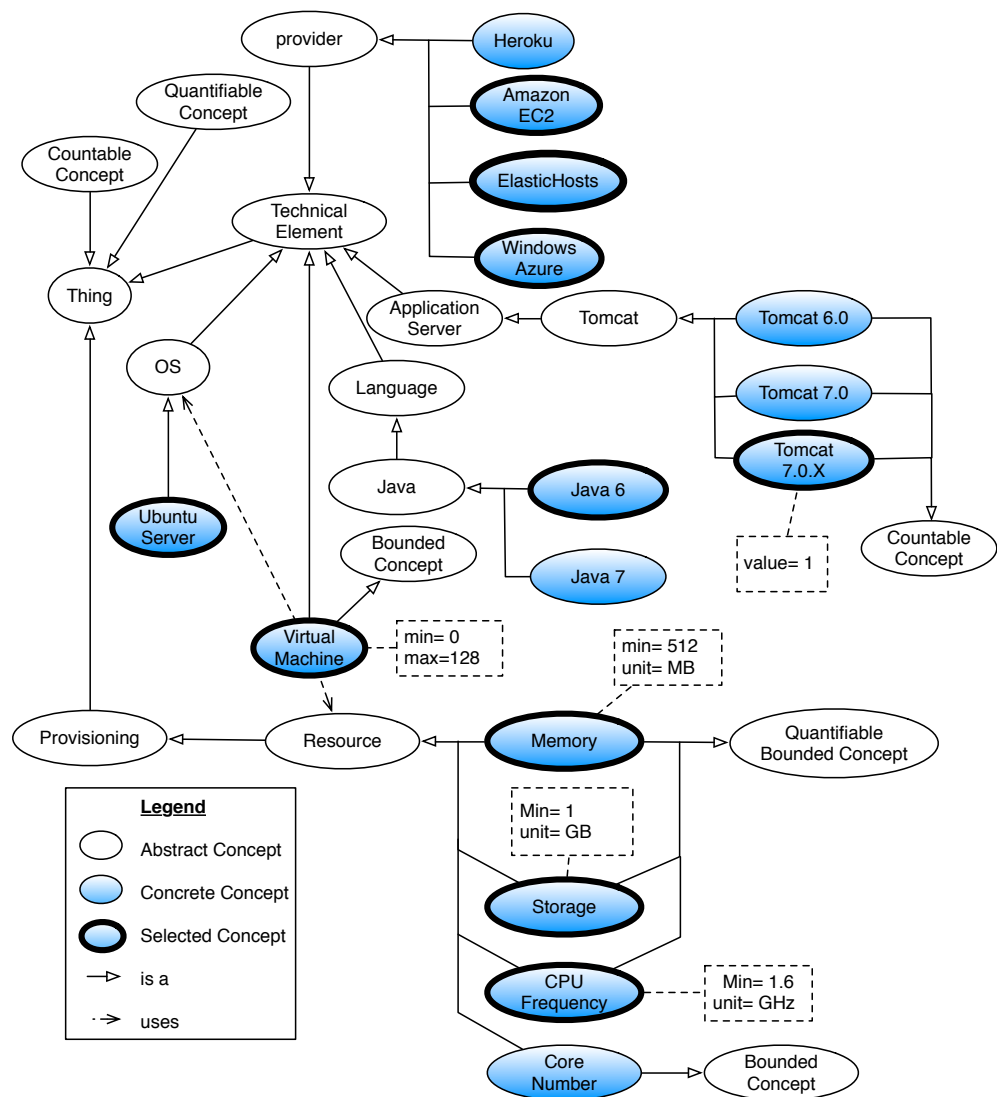 provider
Heroku
Quantifiable
Concept
Amazon
EC2
Countable
Concept
ElasticHosts
Technical
Element
Windows
Azure
Thing
Application
Server
Tomcat
Tomcat 6.0
OS
Language
Tomcat 7.0
Tomcat
7.0.X
Java
Java 6
Ubuntu
Server
Bounded
Concept
Java 7
value= 1
Countable
Concept
Virtual
Machine
min= 0
max=128
min= 512
unit= MB
Provisioning
Resource
Memory
Quantifiable
Bounded Concept
Legend
Abstract Concept
Concrete Concept
Selected Concept
is a
uses
Min= 1
unit= GB
Storage
CPU
Frequency
Min= 1.6
unit= GHz
Core
Number
Bounded
Concept